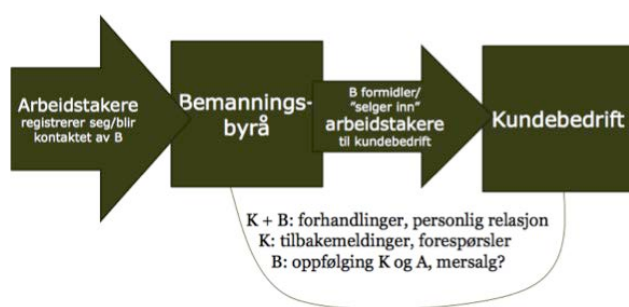 Arbeidstakere
registrerer seg/blir
kontaktet av B
Bemannings-
byrå
B formidler/
"selger inn"
arbeidstakere
til kundebedrift
Kundebedrift
K + B: forhandlinger, personlig relasjon
K: tilbakemeldinger, forespørsler
B: oppfølging K og A, mersalg?